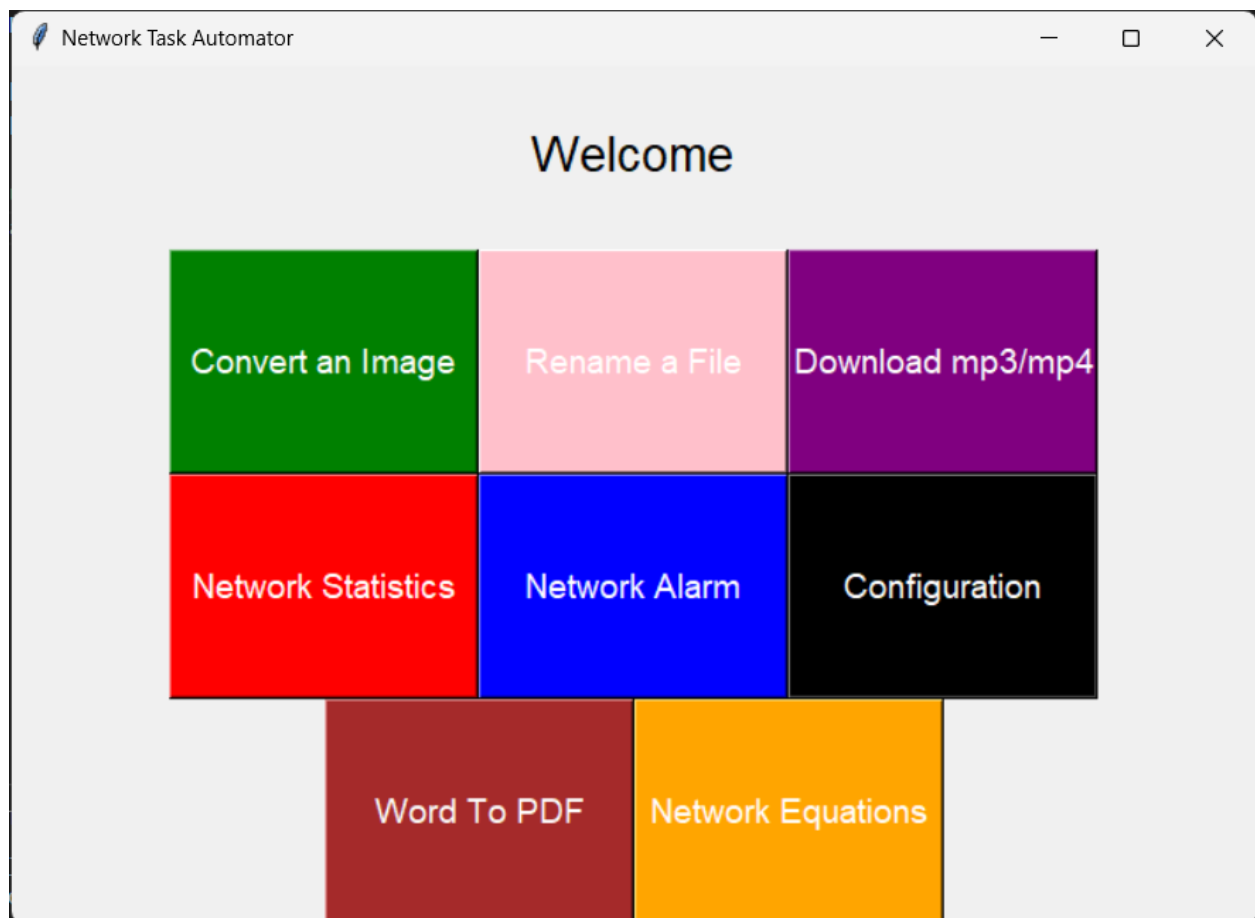 Network Task Automator
Welcome
Convert an Image
Rename a File
Download mp3/mp4
Network Statistics
Network Alarm
Configuration
Word To PDF
Network Equations